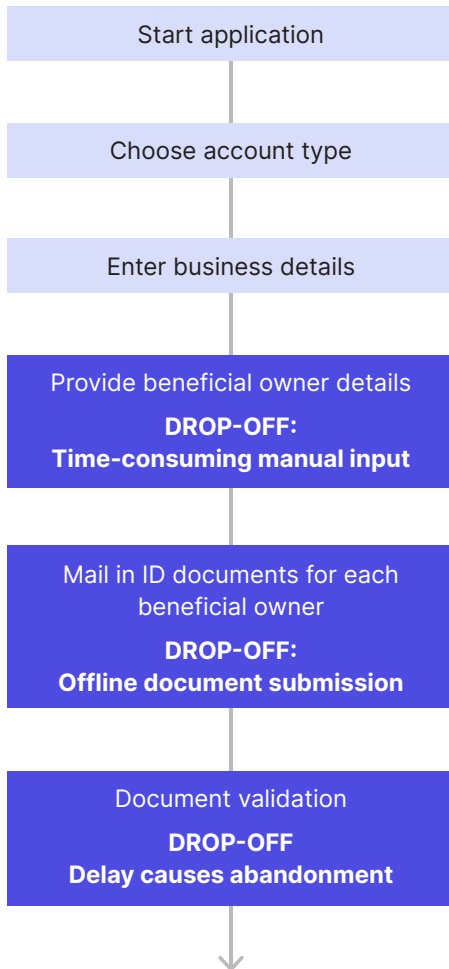 Start application
Choose account type
Enter business details
Provide beneficial owner details
DROP-OFF:
Time-consuming manual input
Mail in ID documents for each
beneficial owner
DROP-OFF:
Offline document submission
Document validation
DROP-OFF
Delay causes abandonment